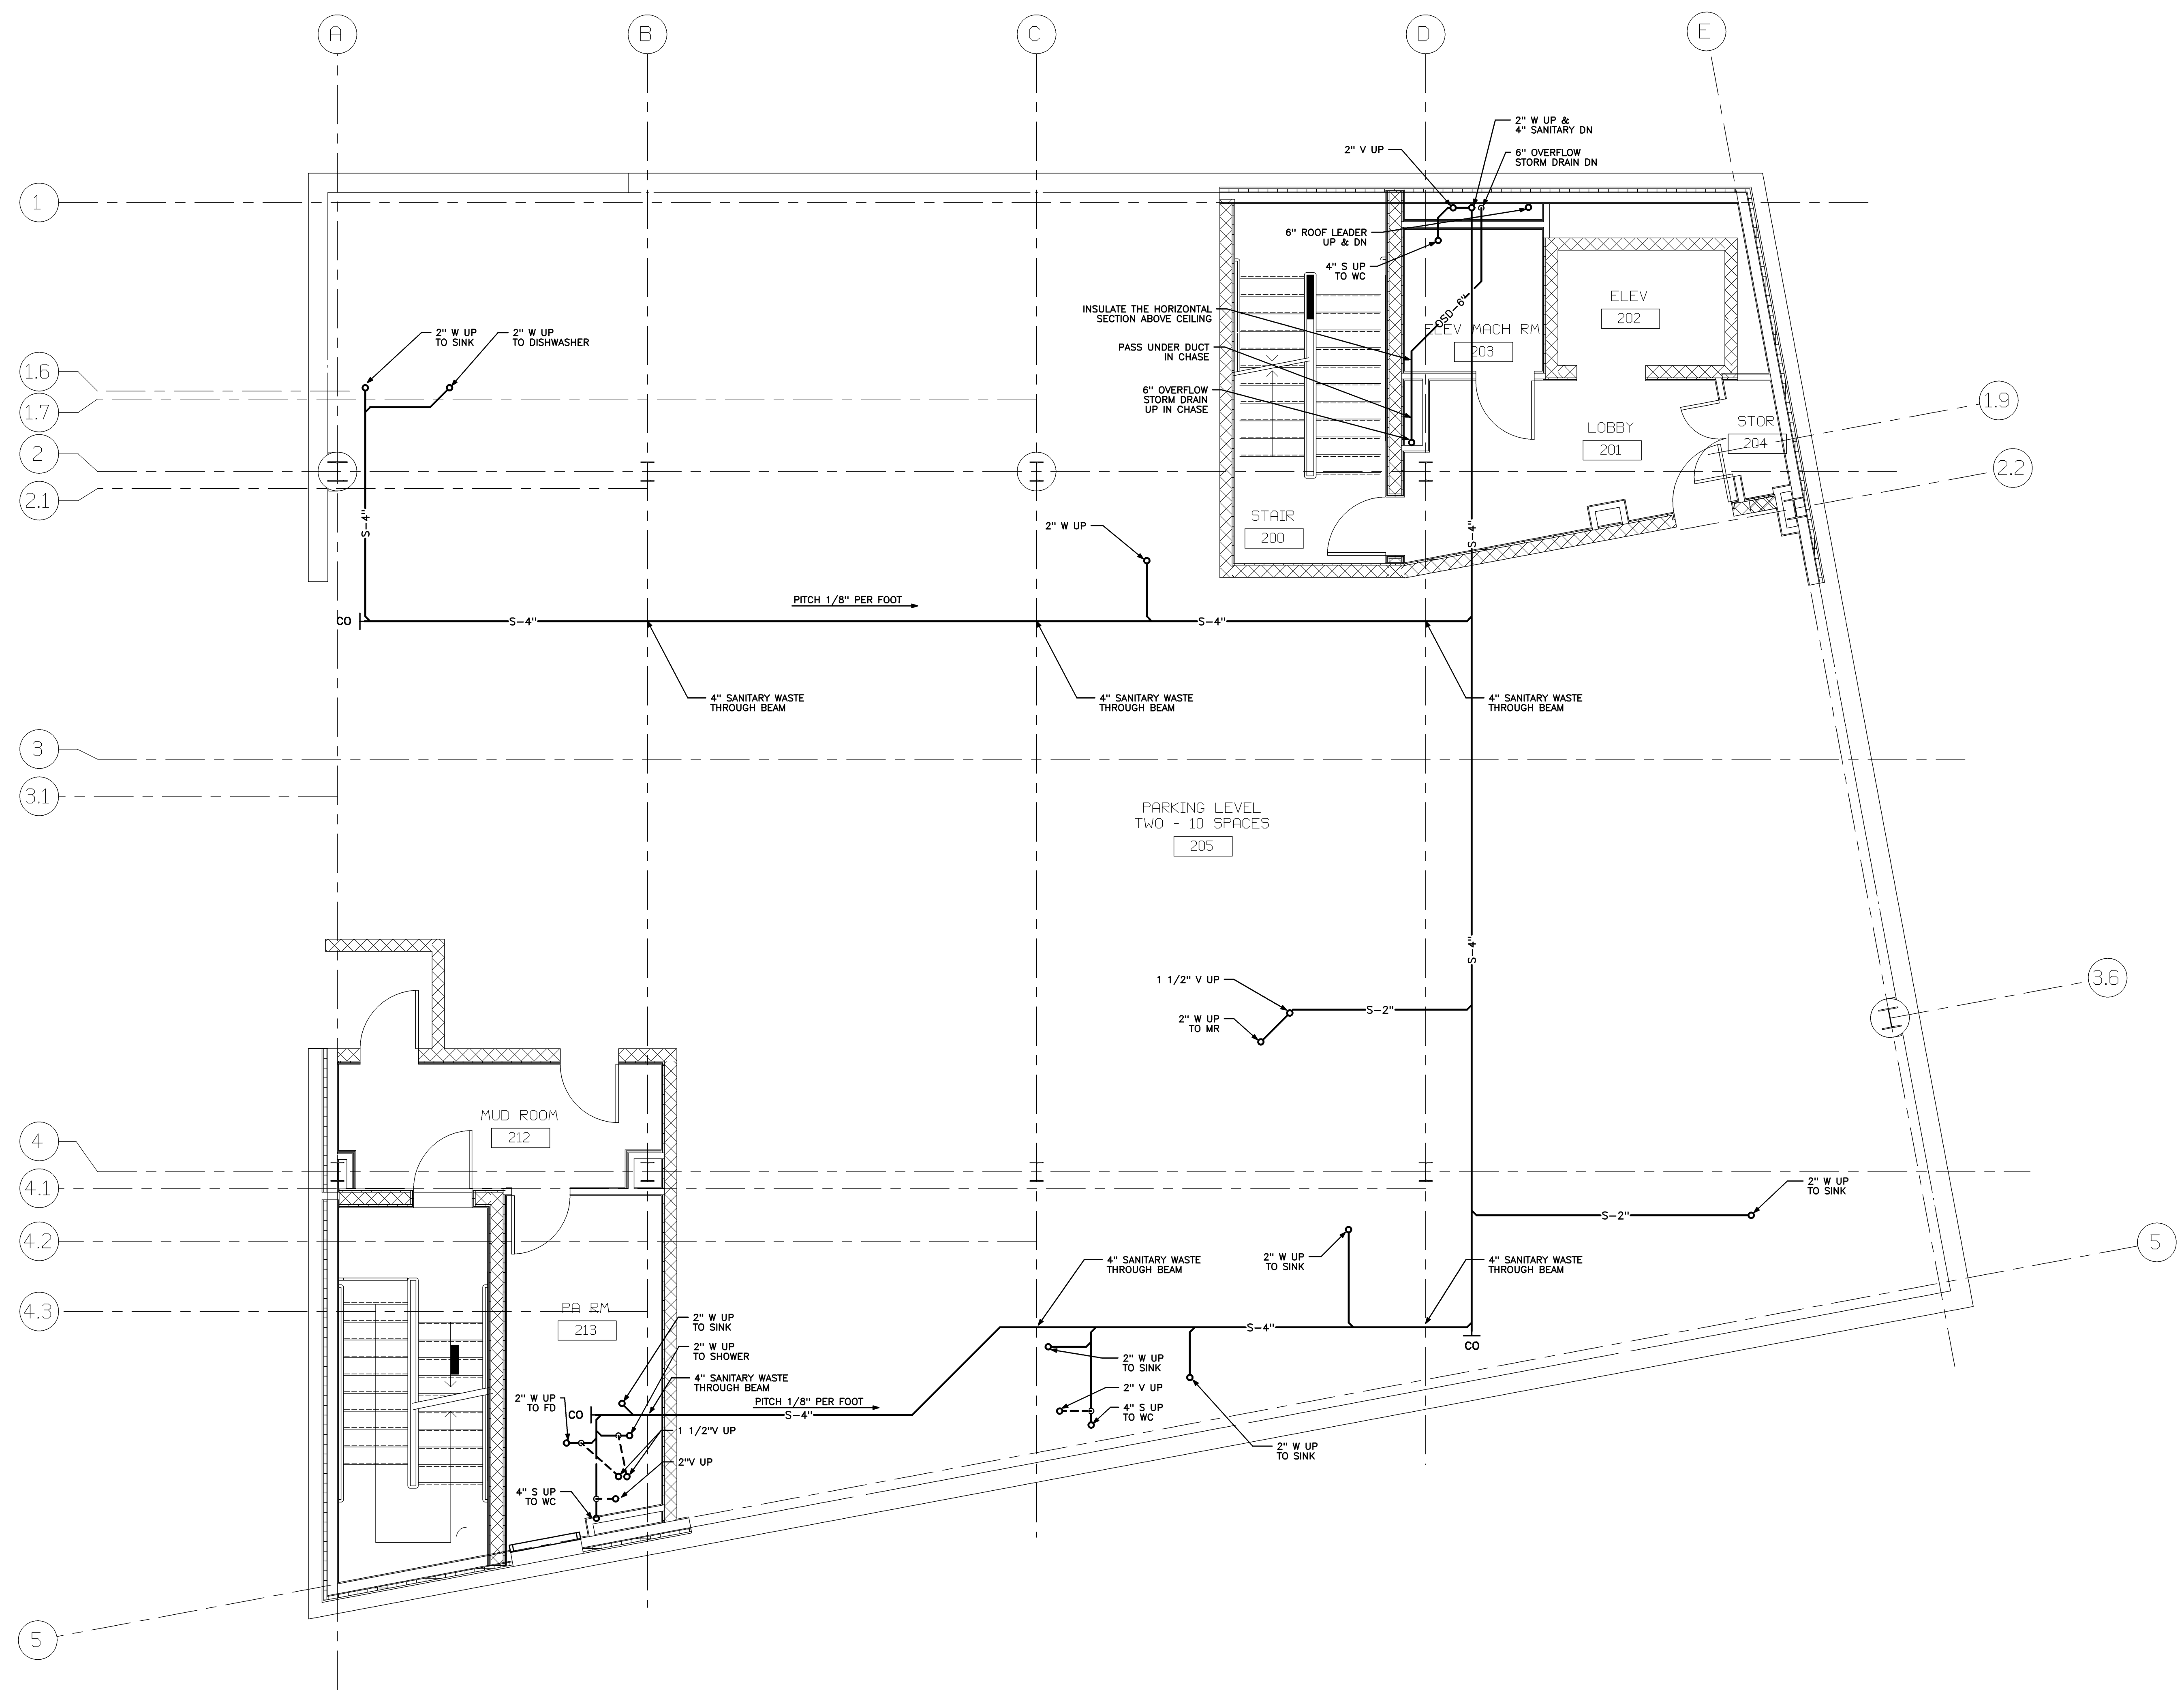 A
B
C
D
E
1
1.6
1.7
2
2.1
3
3.1
4
4.1
4.2
4.3
5
1.9
2.2
3.6
5
2" V UP
2" W UP &
4" SANITARY DN
6" OVERFLOW
STORM DRAIN DN
6" ROOF LEADER
UP & DN
4" S UP
TO WC
INSULATE THE HORIZONTAL
SECTION ABOVE CEILING
PASS UNDER DUCT
IN CHASE
6" OVERFLOW
STORM DRAIN
UP IN CHASE
OSD-6"
ELEV MACH RM
203
ELEV
202
LOBBY
201
STOR
204
STAIR
200
2" W UP
TO SINK
2" W UP
TO DISHWASHER
S-4"
S-4"
2" W UP
PITCH 1/8" PER FOOT
CO
S-4"
S-4"
4" SANITARY WASTE
THROUGH BEAM
4" SANITARY WASTE
THROUGH BEAM
4" SANITARY WASTE
THROUGH BEAM
PARKING LEVEL
TWO - 10 SPACES
205
S-4"
1 1/2" V UP
S-2"
2" W UP
TO MR
MUD ROOM
212
2" W UP
TO SINK
S-2"
4" SANITARY WASTE
THROUGH BEAM
2" W UP
TO SINK
4" SANITARY WASTE
THROUGH BEAM
PA RM
213
2" W UP
TO SINK
S-4"
CO
2" W UP
TO SHOWER
2" W UP
TO SINK
4" SANITARY WASTE
THROUGH BEAM
2" V UP
2" W UP
TO FD
PITCH 1/8" PER FOOT
CO
S-4"
4" S UP
TO WC
1 1/2"V UP
2" W UP
TO SINK
2"V UP
4" S UP
TO WC